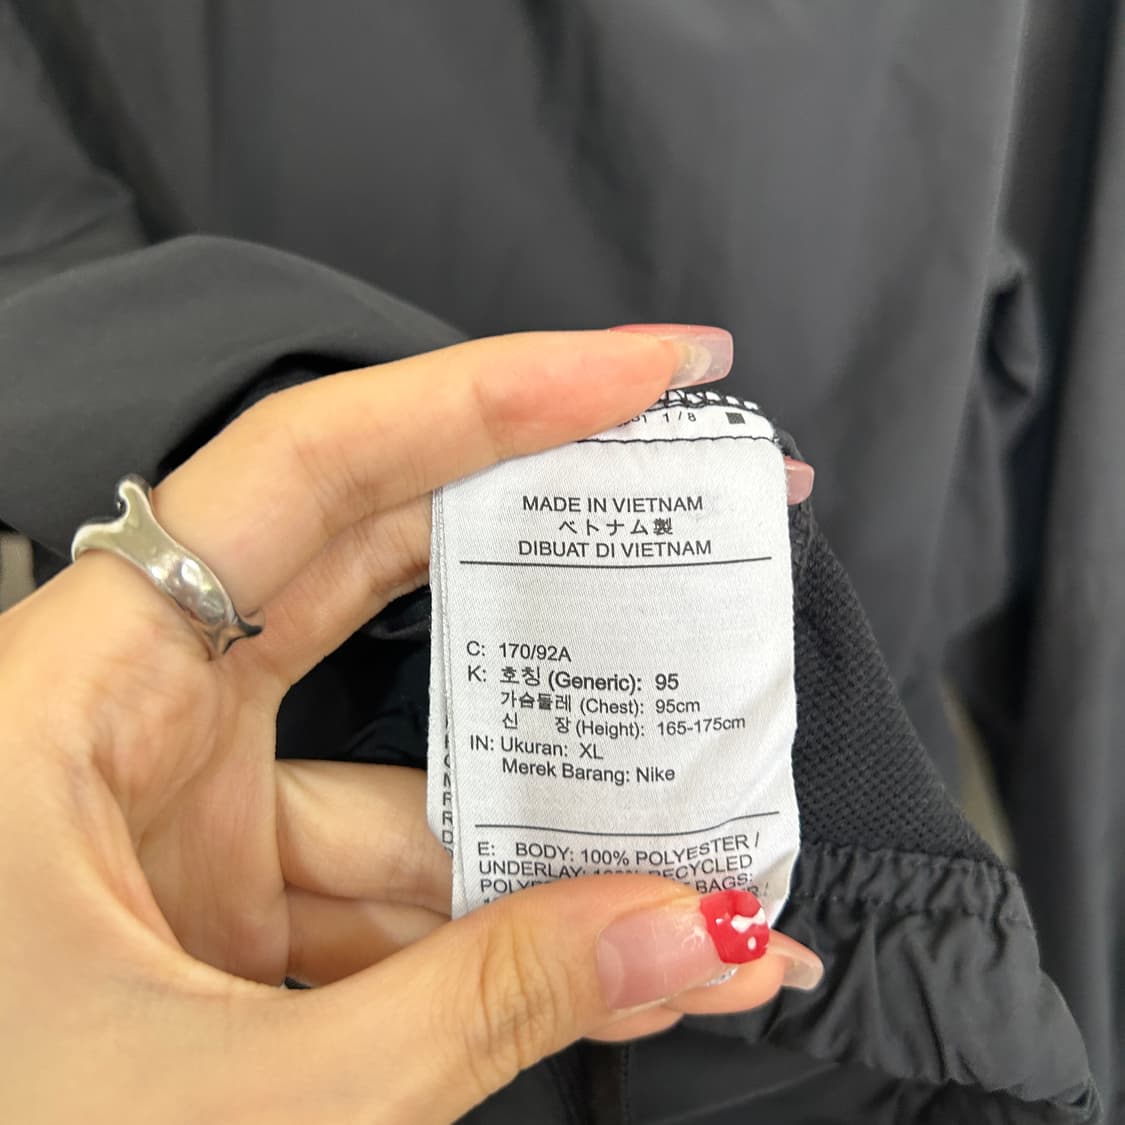 1/8
MADE IN VIETNAM
ベトナム製
DIBUAT DI VIETNAM
C: 170/92A
K: 호칭 (Generic): 95
가슴둘레 (Chest): 95cm
신 장 (Height): 165-175cm
IN: Ukuran: XL
Merek Barang: Nike
E: BODY: 100% POLYESTER /
UNDERLAY: 100% RECYCLED
BAGS: